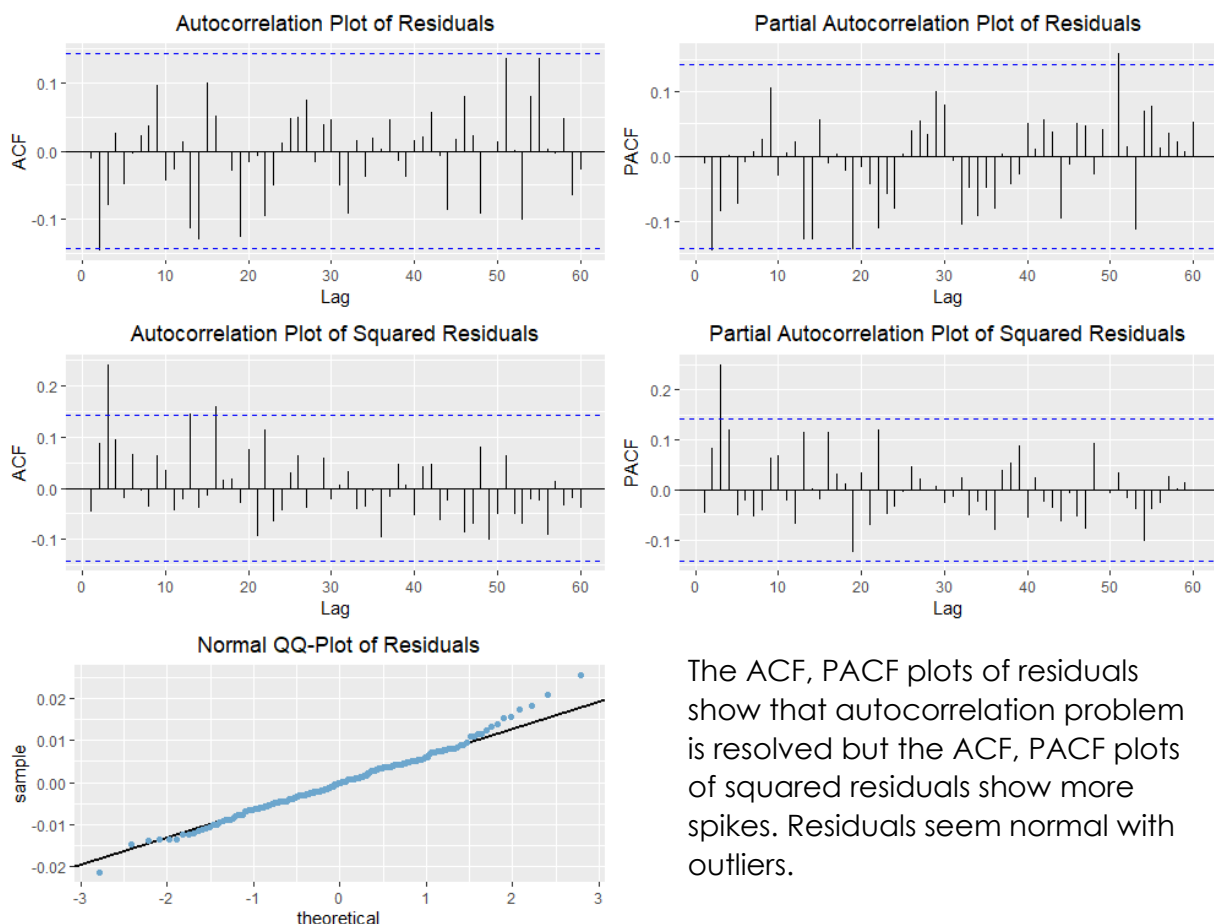 Autocorrelation Plot of Residuals
ACF
0.1
0.0
-0.1
0 10 20 30 40 50 60
Lag
Partial Autocorrelation Plot of Residuals
PACF
0.1
0.0
-0.1
0 10 20 30 40 50 60
Lag
Autocorrelation Plot of Squared Residuals
ACF
0.2
0.1
0.0
-0.1
0 10 20 30 40 50 60
Lag
Partial Autocorrelation Plot of Squared Residuals
PACF
0.2
0.1
0.0
-0.1
0 10 20 30 40 50 60
Lag
Normal QQ-Plot of Residuals
sample
0.02
0.01
0.00
-0.01
-0.02
-3 -2 -1 0 1 2 3
theoretical
The ACF, PACF plots of residuals
show that autocorrelation problem
is resolved but the ACF, PACF plots
of squared residuals show more
spikes. Residuals seem normal with
outliers.